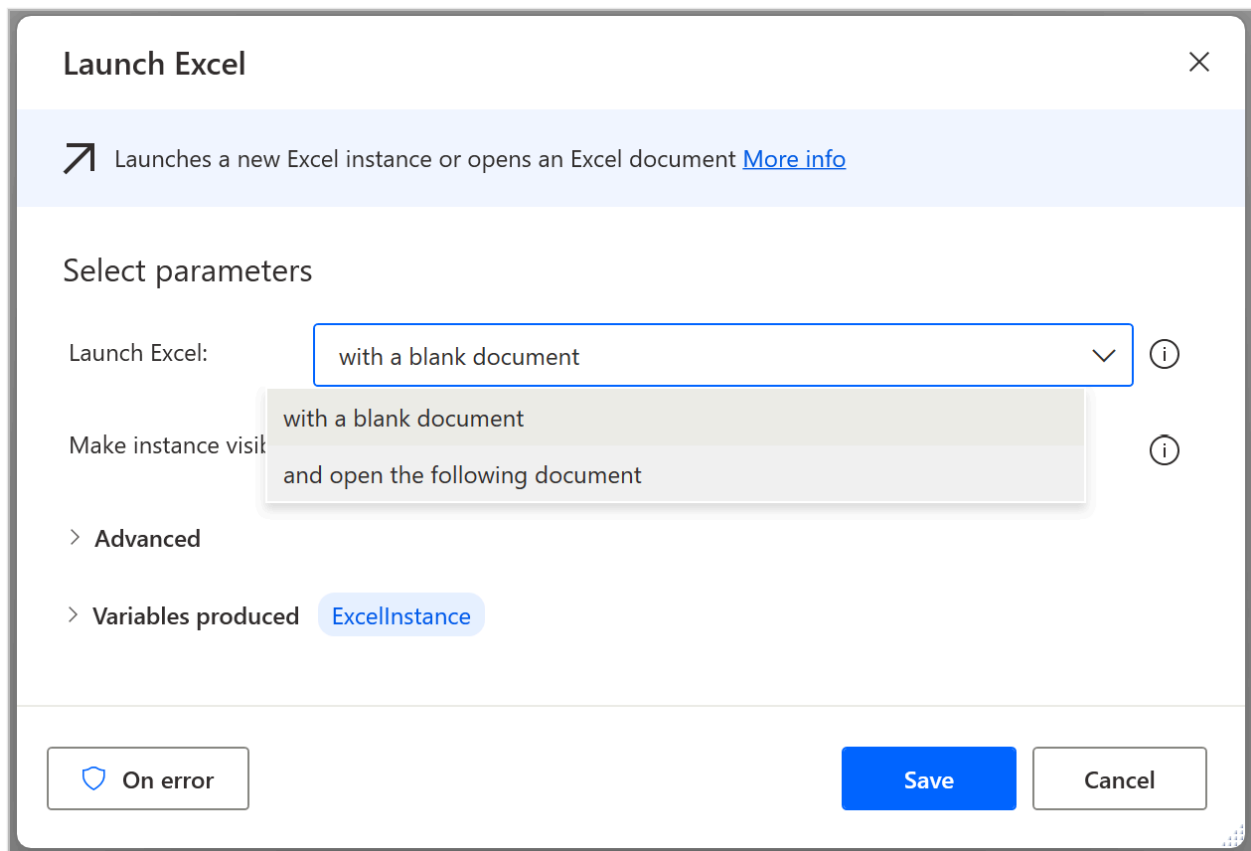 Launch Excel
Launches a new Excel instance or opens an Excel document More info
Select parameters
Launch Excel: with a blank document
with a blank document
Make instance
and open the following document
Advanced
Variables produced ExcelInstance
On error Save Cancel